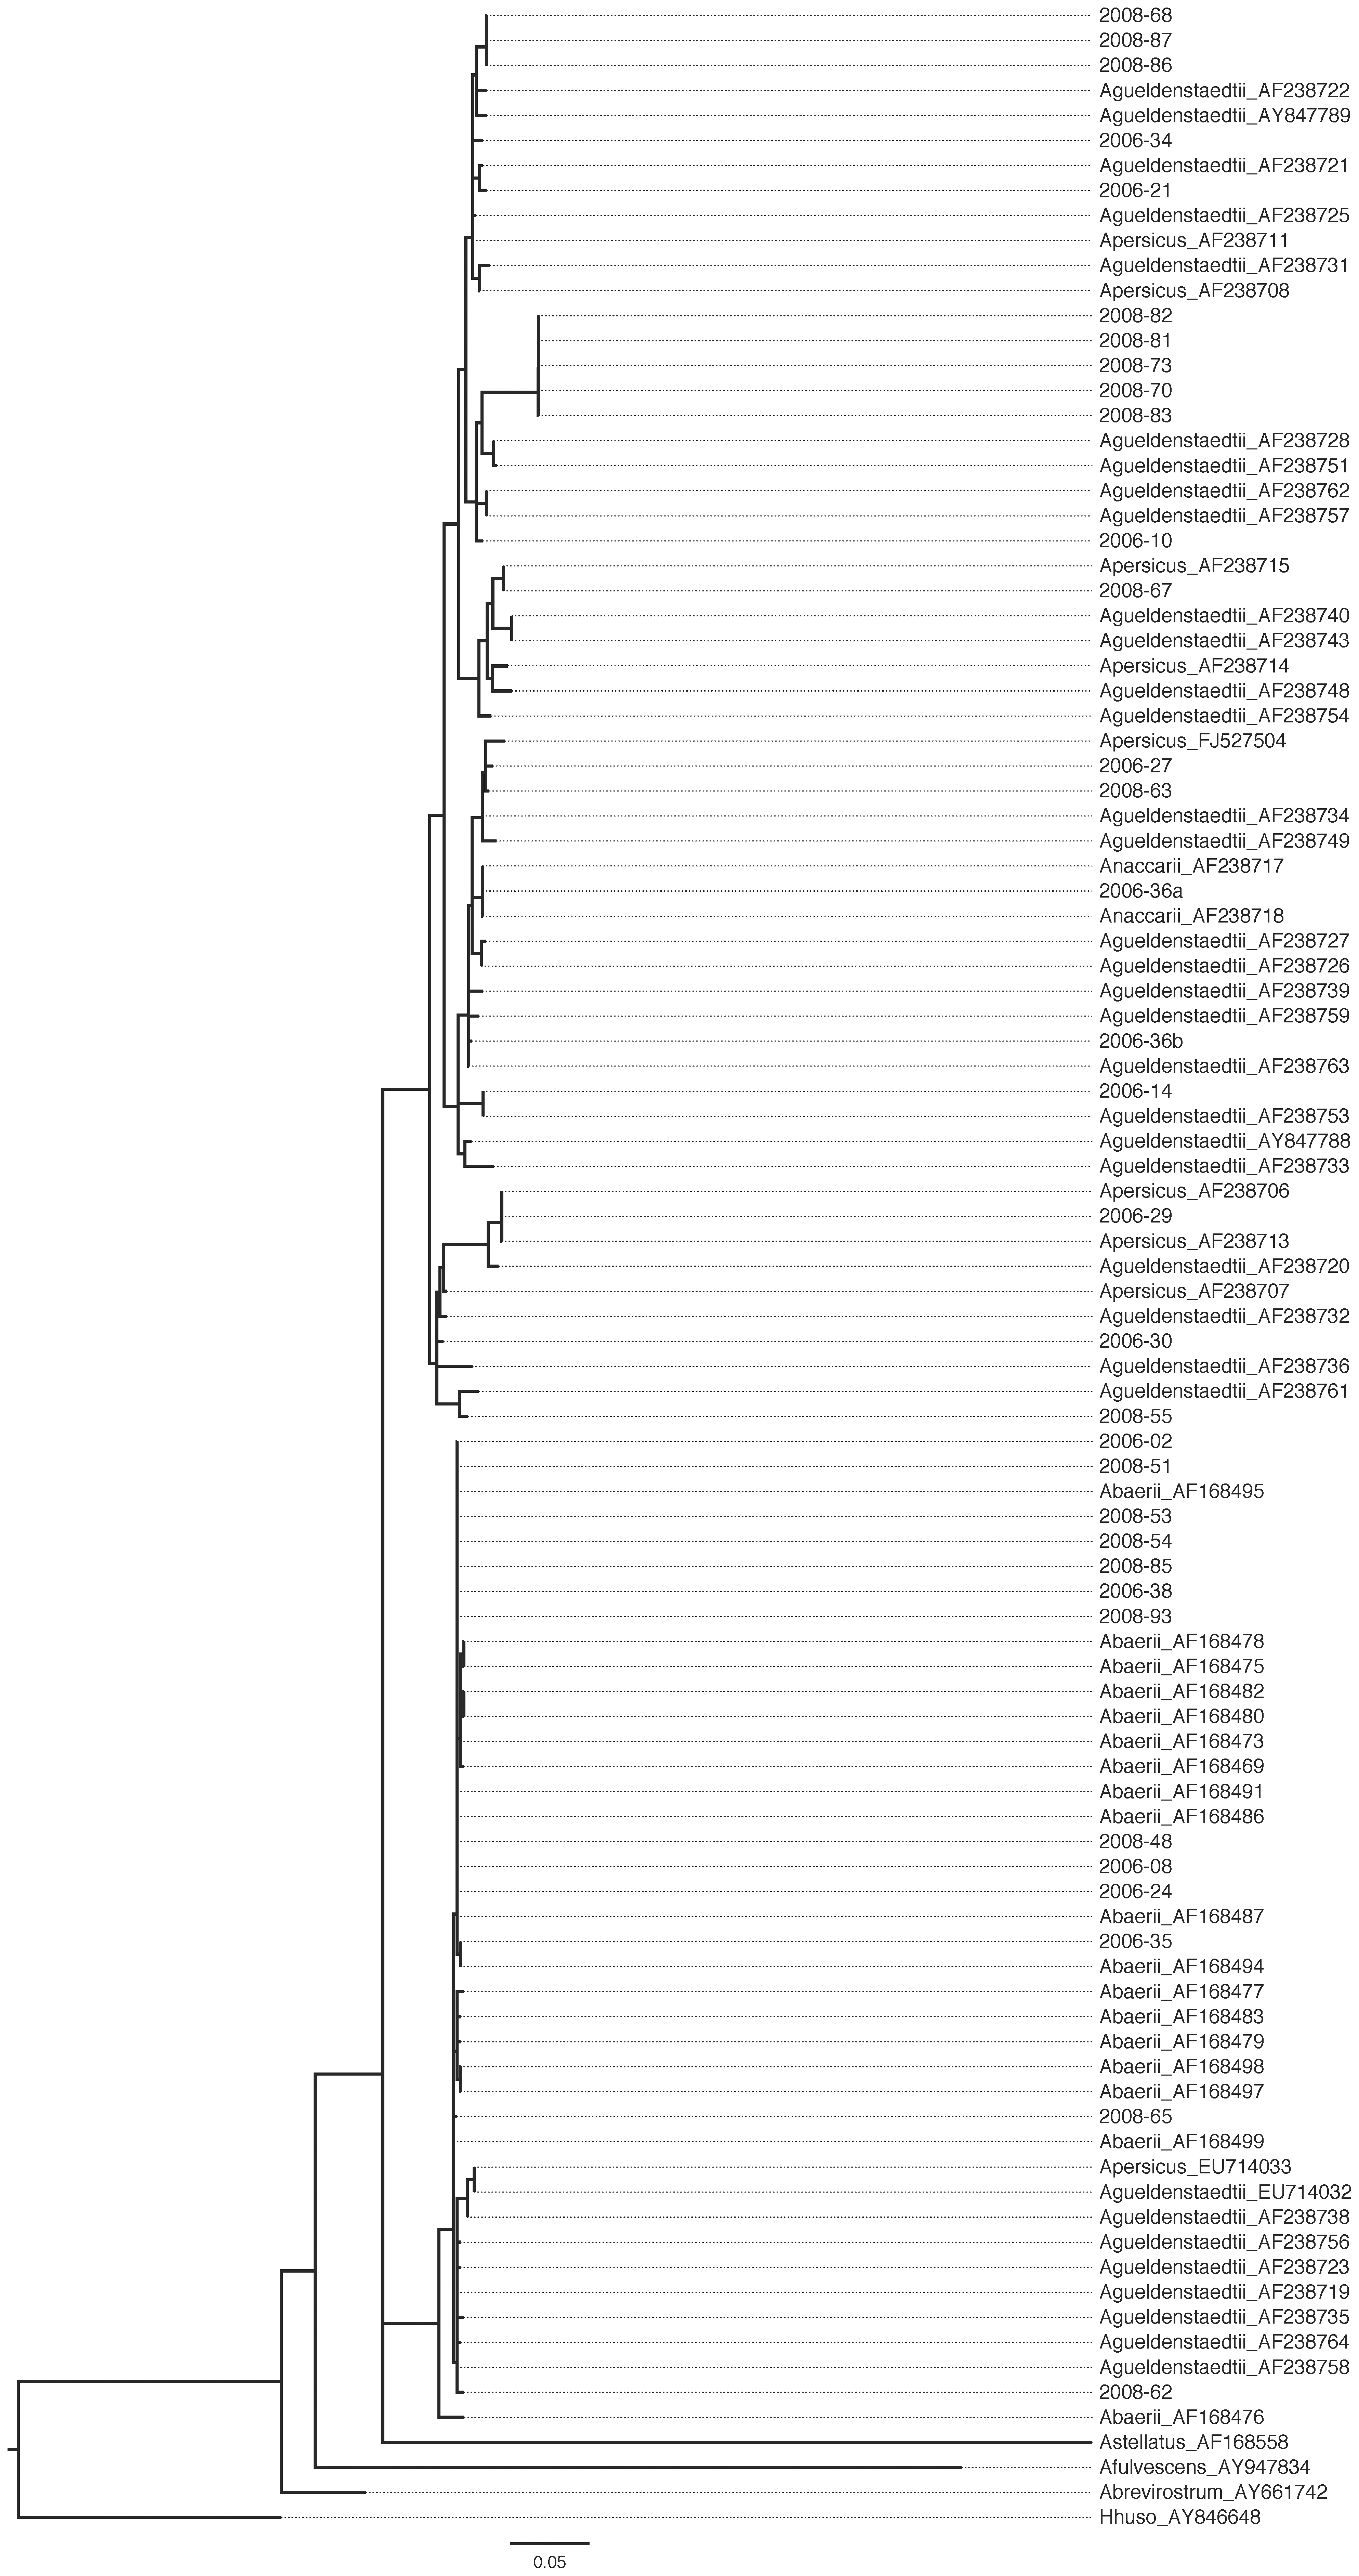 2008-68
2008-87
2008-86
Agueldenstaedtii_AF238722
Agueldenstaedtii_AY847789
2006-34
Agueldenstaedtii_AF238721
2006-21
Agueldenstaedtii_AF238725
Apersicus_AF238711
Agueldenstaedtii_AF238731
Apersicus_AF238708
2008-82
2008-81
2008-73
2008-70
2008-83
Agueldenstaedtii_AF238728
Agueldenstaedtii_AF238751
Agueldenstaedtii_AF238762
Agueldenstaedtii_AF238757
2006-10
Apersicus_AF238715
2008-67
Agueldenstaedtii_AF238740
Agueldenstaedtii_AF238743
Apersicus_AF238714
Agueldenstaedtii_AF238748
Agueldenstaedtii_AF238754
Apersicus_FJ527504
2006-27
2008-63
Agueldenstaedtii_AF238734
Agueldenstaedtii_AF238749
Anaccarii_AF238717
2006-36a
Anaccarii_AF238718
Agueldenstaedtii_AF238727
Agueldenstaedtii_AF238726
Agueldenstaedtii_AF238739
Agueldenstaedtii_AF238759
2006-36b
Agueldenstaedtii_AF238763
2006-14
Agueldenstaedtii_AF238753
Agueldenstaedtii_AY847788
Agueldenstaedtii_AF238733
Apersicus_AF238706
2006-29
Apersicus_AF238713
Agueldenstaedtii_AF238720
Apersicus_AF238707
Agueldenstaedtii_AF238732
2006-30
Agueldenstaedtii_AF238736
Agueldenstaedtii_AF238761
2008-55
2006-02
2008-51
Abaerii_AF168495
2008-53
2008-54
2008-85
2006-38
2008-93
Abaerii_AF168478
Abaerii_AF168475
Abaerii_AF168482
Abaerii_AF168480
Abaerii_AF168473
Abaerii_AF168469
Abaerii_AF168491
Abaerii_AF168486
2008-48
2006-08
2006-24
Abaerii_AF168487
2006-35
Abaerii_AF168494
Abaerii_AF168477
Abaerii_AF168483
Abaerii_AF168479
Abaerii_AF168498
Abaerii_AF168497
2008-65
Abaerii_AF168499
Apersicus_EU714033
Agueldenstaedtii_EU714032
Agueldenstaedtii_AF238738
Agueldenstaedtii_AF238756
Agueldenstaedtii_AF238723
Agueldenstaedtii_AF238719
Agueldenstaedtii_AF238735
Agueldenstaedtii_AF238764
Agueldenstaedtii_AF238758
2008-62
Abaerii_AF168476
Astellatus_AF168558
Afulvescens_AY947834
Abrevirostrum_AY661742
Hhuso_AY846648
0.05